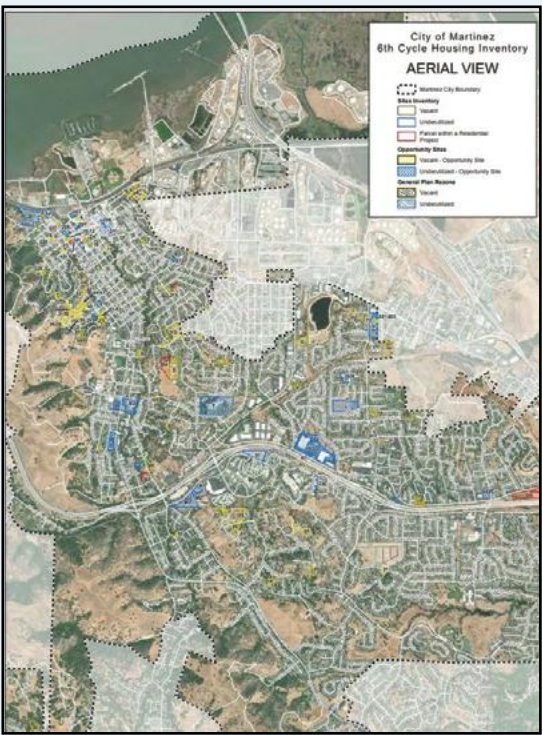 City of Martinez
6th Cycle Housing Inventory
AERIAL VIEW
Martinez City Boundary
Sites Inventory
Vacant
Underutilized
Parcel within a Residential
Project
Opportunity Sites
Vacant - Opportunity Site
Underutilized - Opportunity Site
General Plan Rezone
Vacant
Underutilized